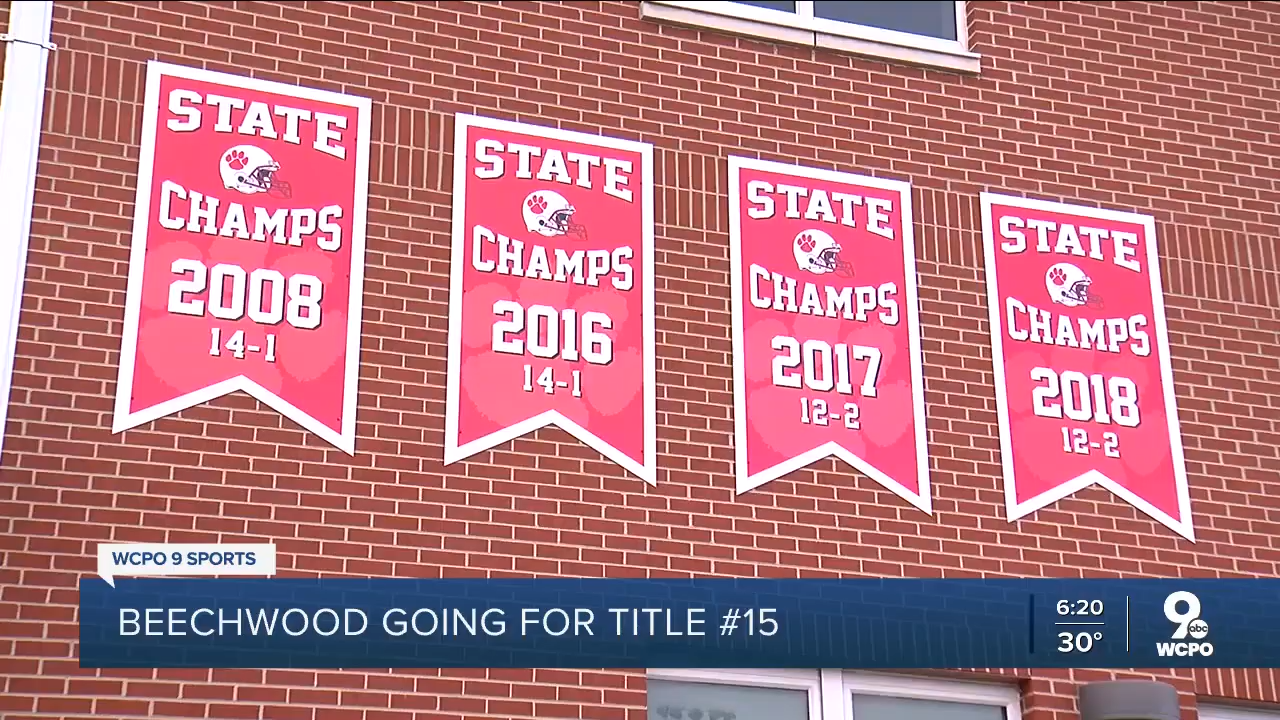 STATE
CHAMPS
2008
14-1
STATE
CHAMPS
2016
14-1
STATE
CHAMPS
2017
12-2
STATE
CHAMPS
2018
12-2
WCPO 9 SPORTS
BEECHWOOD GOING FOR TITLE #15
6:20
30°
9
abc
WCPO